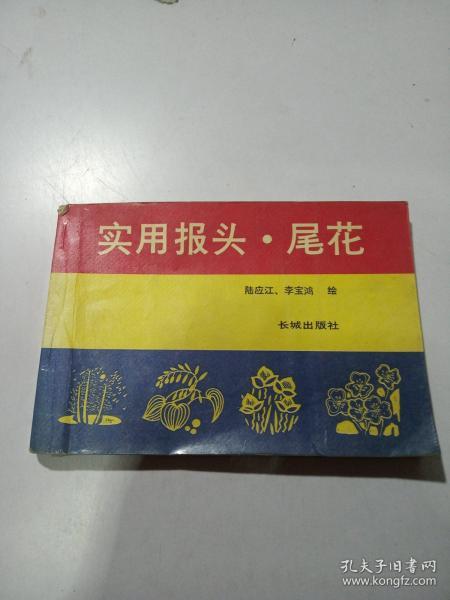 实用报头·尾花
陆应江、李宝鸿 绘
长城出版社
孔夫子旧书网
www.kongfz.com